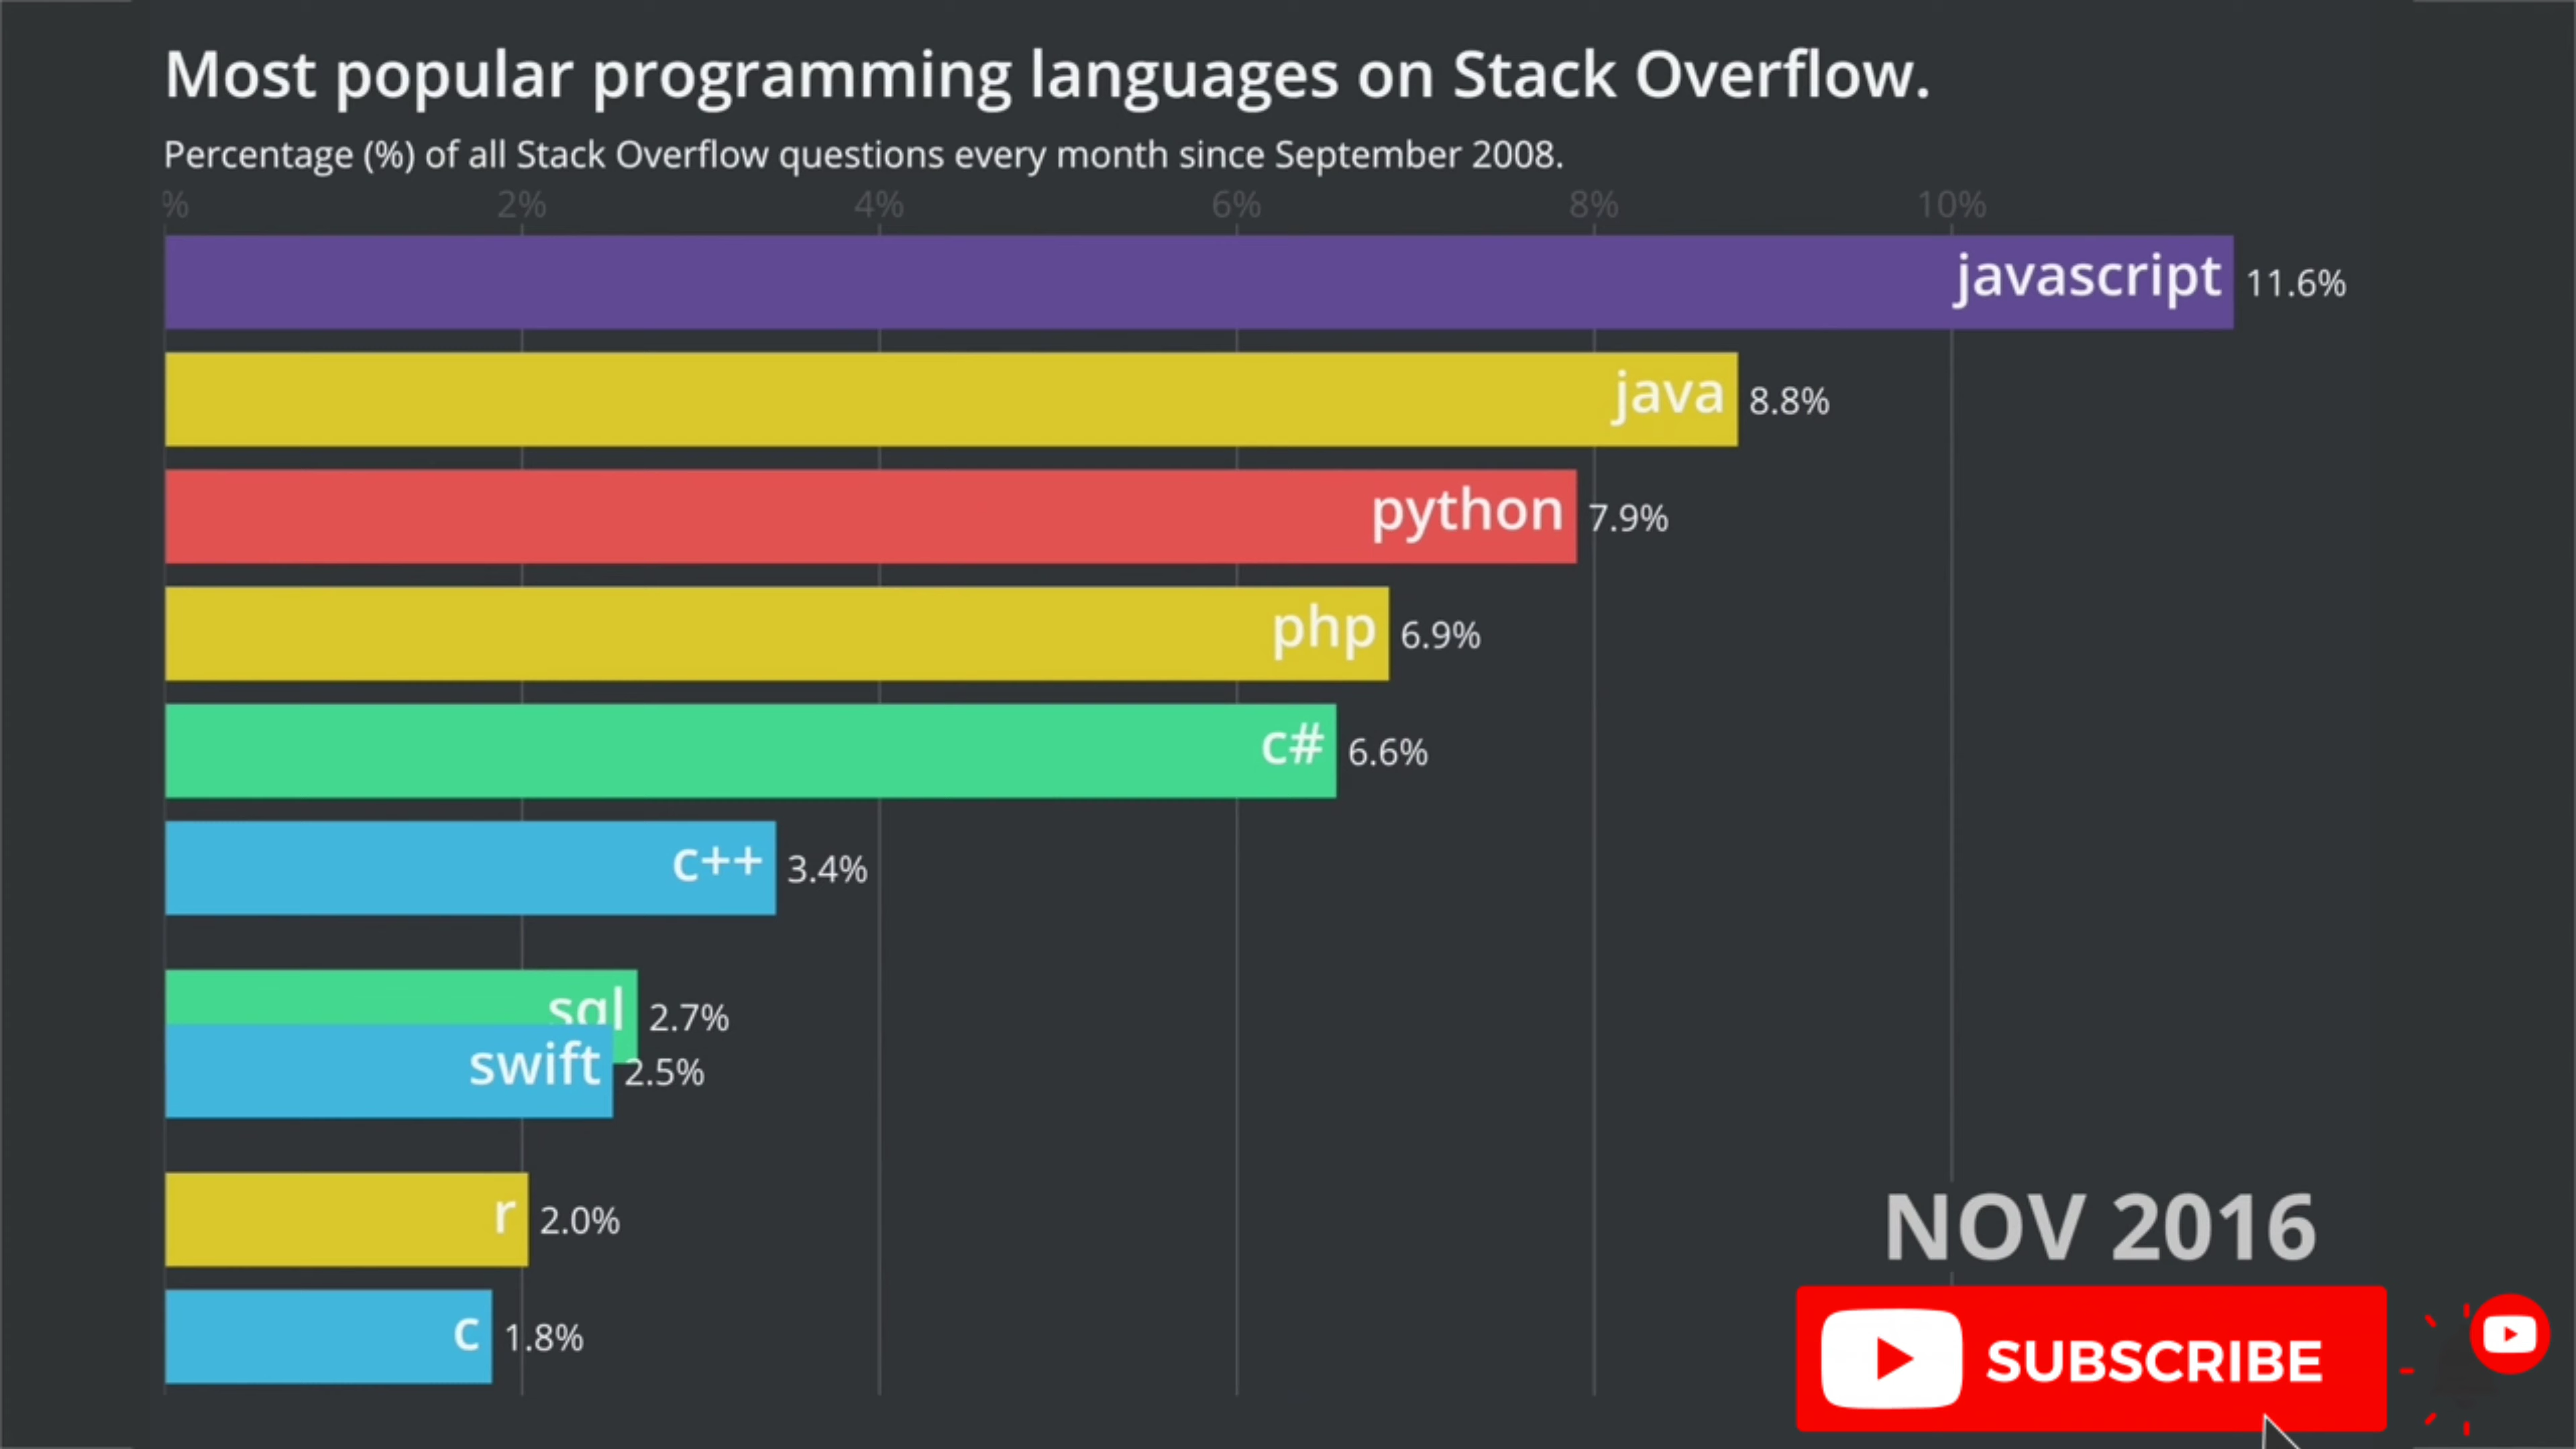 Most popular programming languages on Stack Overflow.
Percentage (%) of all Stack Overflow questions every month since September 2008.
% 2% 4% 6% 8% 10%
javascript 11.6%
java 8.8%
python 7.9%
php 6.9%
c# 6.6%
c++ 3.4%
sql 2.7%
swift 2.5%
r 2.0%
c 1.8%
NOV 2016
SUBSCRIBE